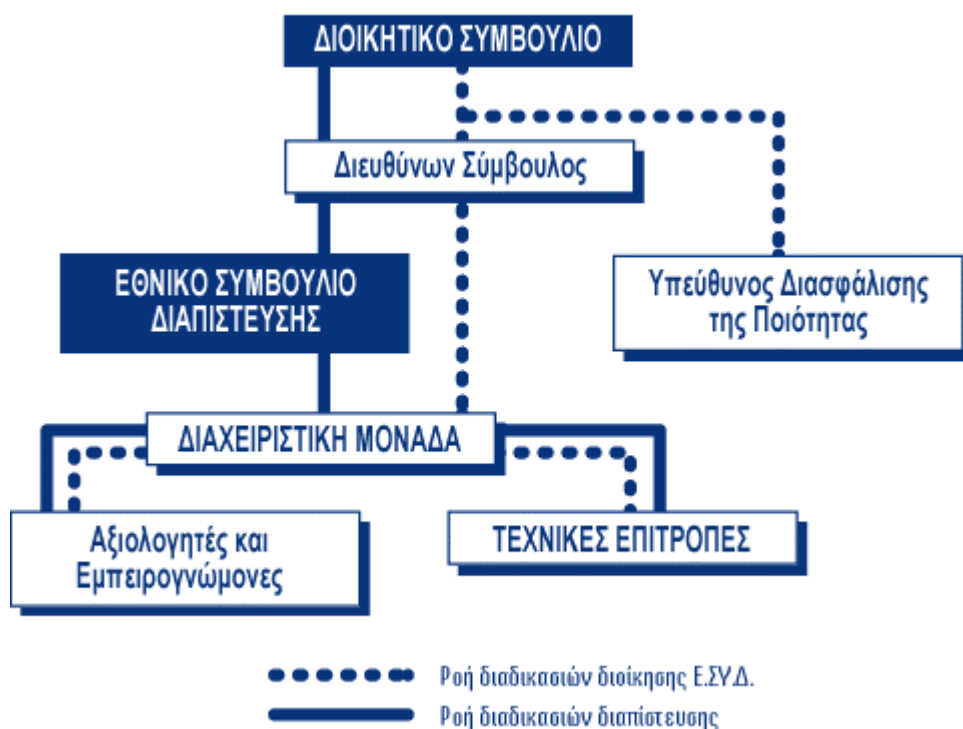 ΔΙΟΙΚΗΤΙΚΟ ΣΥΜΒΟΥΛΙΟ
Διευθύνων Σύμβουλος
ΕΘΝΙΚΟ ΣΥΜΒΟΥΛΙΟ
ΔΙΑΠΙΣΤΕΥΣΗΣ
Υπεύθυνος Διασφάλισης
της Ποιότητας
ΔΙΑΧΕΙΡΙΣΤΙΚΗ ΜΟΝΑΔΑ
Αξιολογητές και
Εμπειρογνώμονες
ΤΕΧΝΙΚΕΣ ΕΠΙΤΡΟΠΕΣ
Ροή διαδικασιών διοίκησης Ε.ΣΥ.Δ.
Ροή διαδικασιών διαπίστευσης